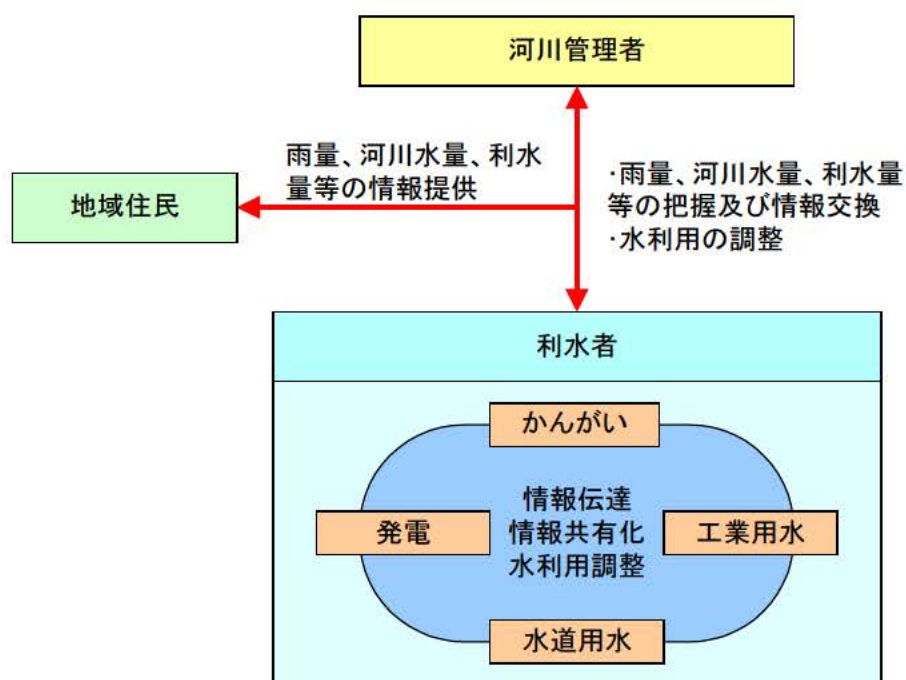 河川管理者
雨量、河川水量、利水
量等の情報提供
地域住民
・雨量、河川水量、利水量
等の把握及び情報交換
・水利用の調整
利水者
かんがい
発電
情報伝達
情報共有化
水利用調整
工業用水
水道用水